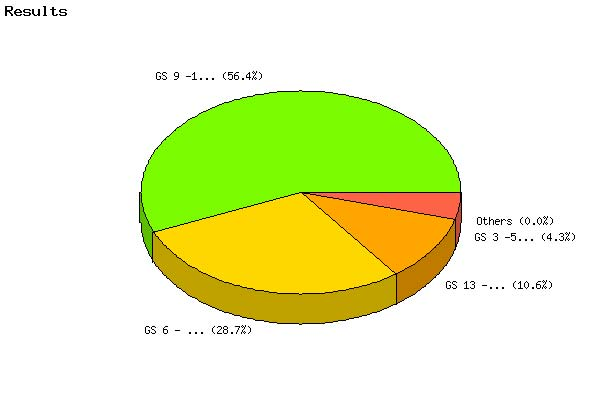 Results
GS 9 -1... (56.4%)
Others (0.0%)
GS 3 -5... (4.3%)
GS 13 -... (10.6%)
GS 6 - ... (28.7%)